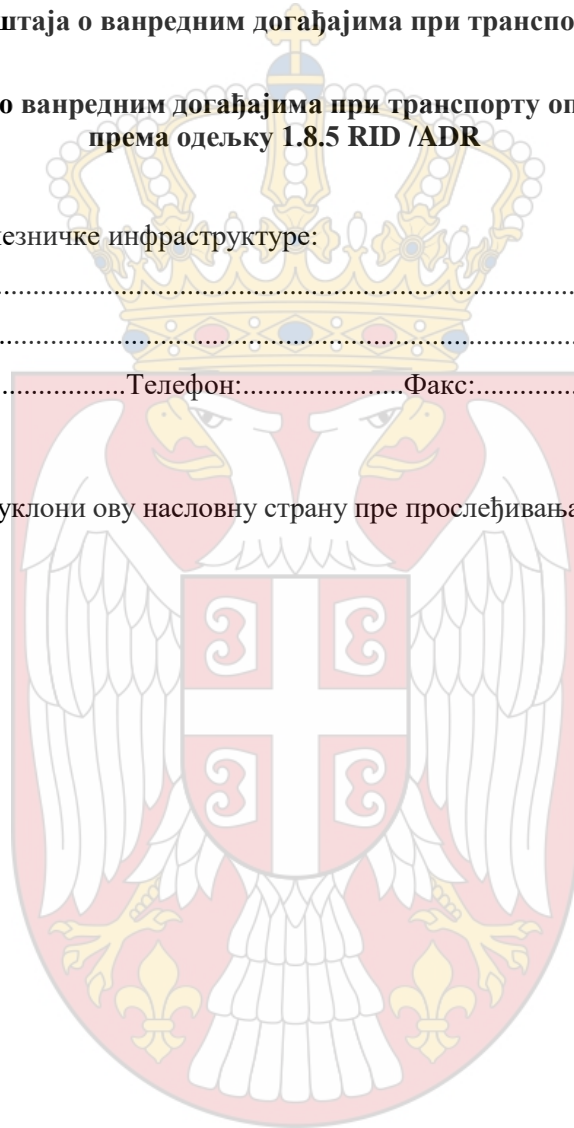 штаја о ванредним догађајима при транспо
о ванредним догађајима при транспорту оп
према одељку 1.8.5 RID /ADR
езничке инфраструктуре:
..............................................................................
..............................................................................
................Телефон:.....................Факс:.............
уклони ову насловну страну пре прослеђивања